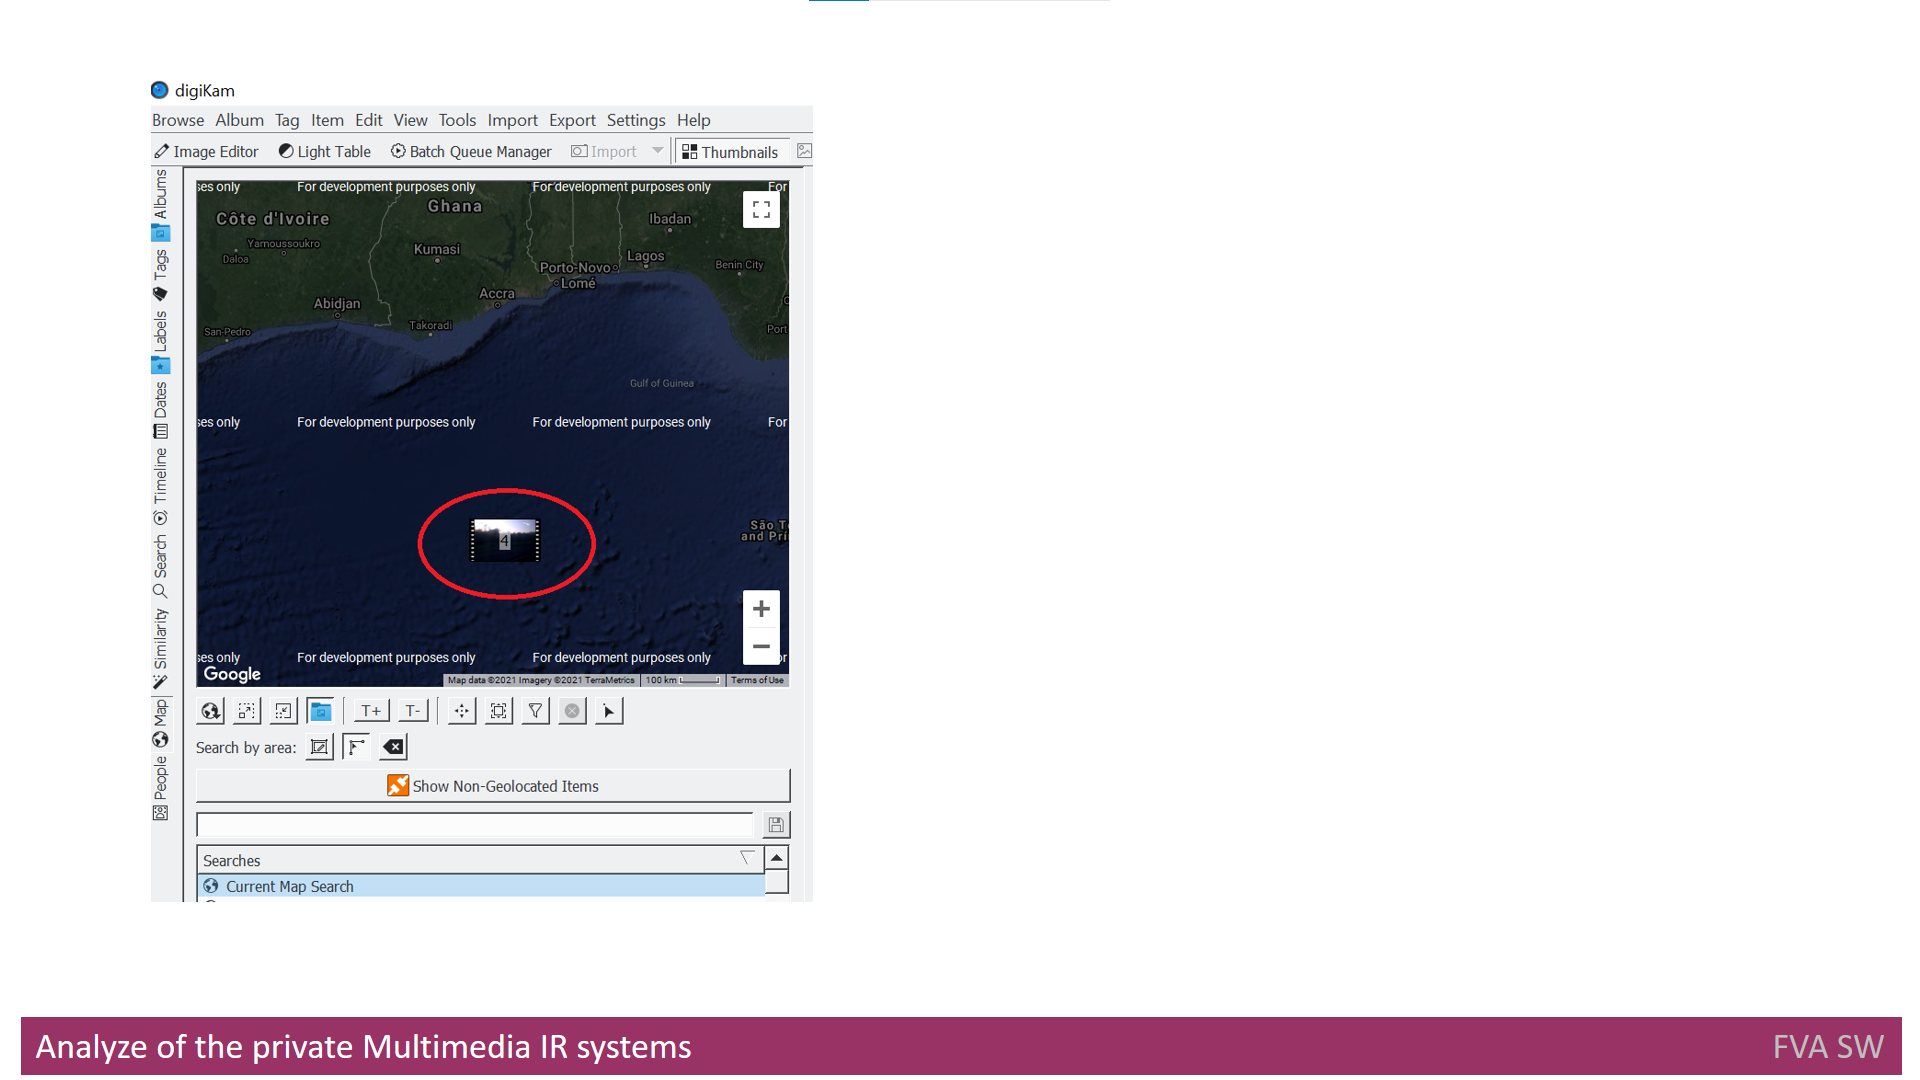 digiKam
Browse Album Tag Item Edit View Tools Import Export Settings Help
Image Editor Light Table Batch Queue Manager Import Thumbnails
Albums
Tags
Labels
Dates
Timeline
Search
Similarity
Map
People
ses only For development purposes only For development purposes only For
Côte d'Ivoire
Ghana
Ibadan
Yamoussoukro
Daloa
Kumasi
Lagos
Porto-Novo
Benin City
Lomé
Accra
Abidjan
Takoradi
San-Pedro
Port
Gulf of Guinea
ses only For development purposes only For development purposes only For
4
São T
and Pri
ses only For development purposes only For development purposes only or
Google
Map data ©2021 Imagery ©2021 TerraMetrics 100 km Terms of Use
T+ T-
Search by area:
Show Non-Geolocated Items
Searches
Current Map Search
Analyze of the private Multimedia IR systems
FVA SW